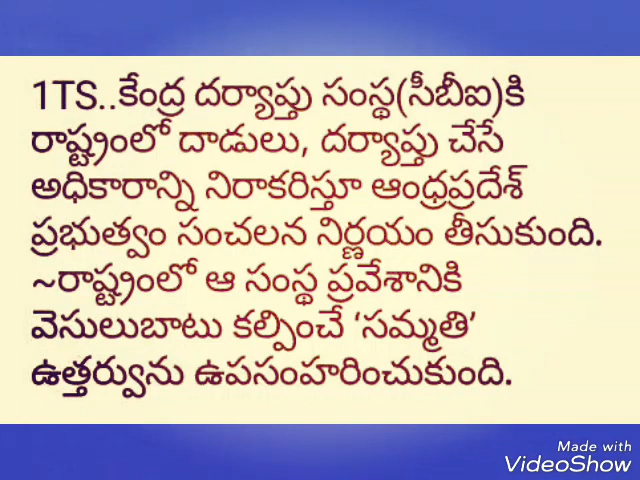 1TS..కేంద్ర దర్యాప్తు సంస్థ(సీబీఐ)కి
రాష్ట్రంలో దాడులు, దర్యాప్తు చేసే
అధికారాన్ని నిరాకరిస్తూ ఆంధ్రప్రదేశ్
ప్రభుత్వం సంచలన నిర్ణయం తీసుకుంది.
~రాష్ట్రంలో ఆ సంస్థ ప్రవేశానికి
వెసులుబాటు కల్పించే ‘సమ్మతి’
ఉత్తర్వును ఉపసంహరించుకుంది.
Made with
VideoShow